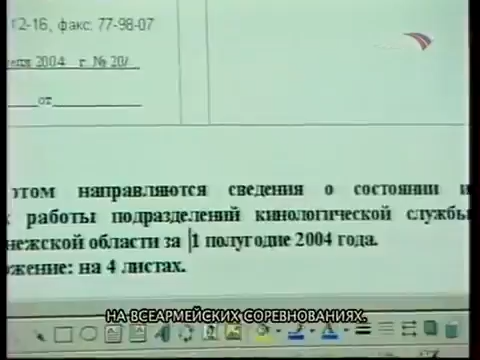 12-16, факс: 77-98-07
2004 г. № 20/
от
этом направляются сведения о состоянии и
работы подразделений кинологической службы
нежской области за 1 полугодие 2004 года.
ожение: на 4 листах.
НА ВСЕАРМЕЙСКИХ СОРЕВНОВАНИЯХ.